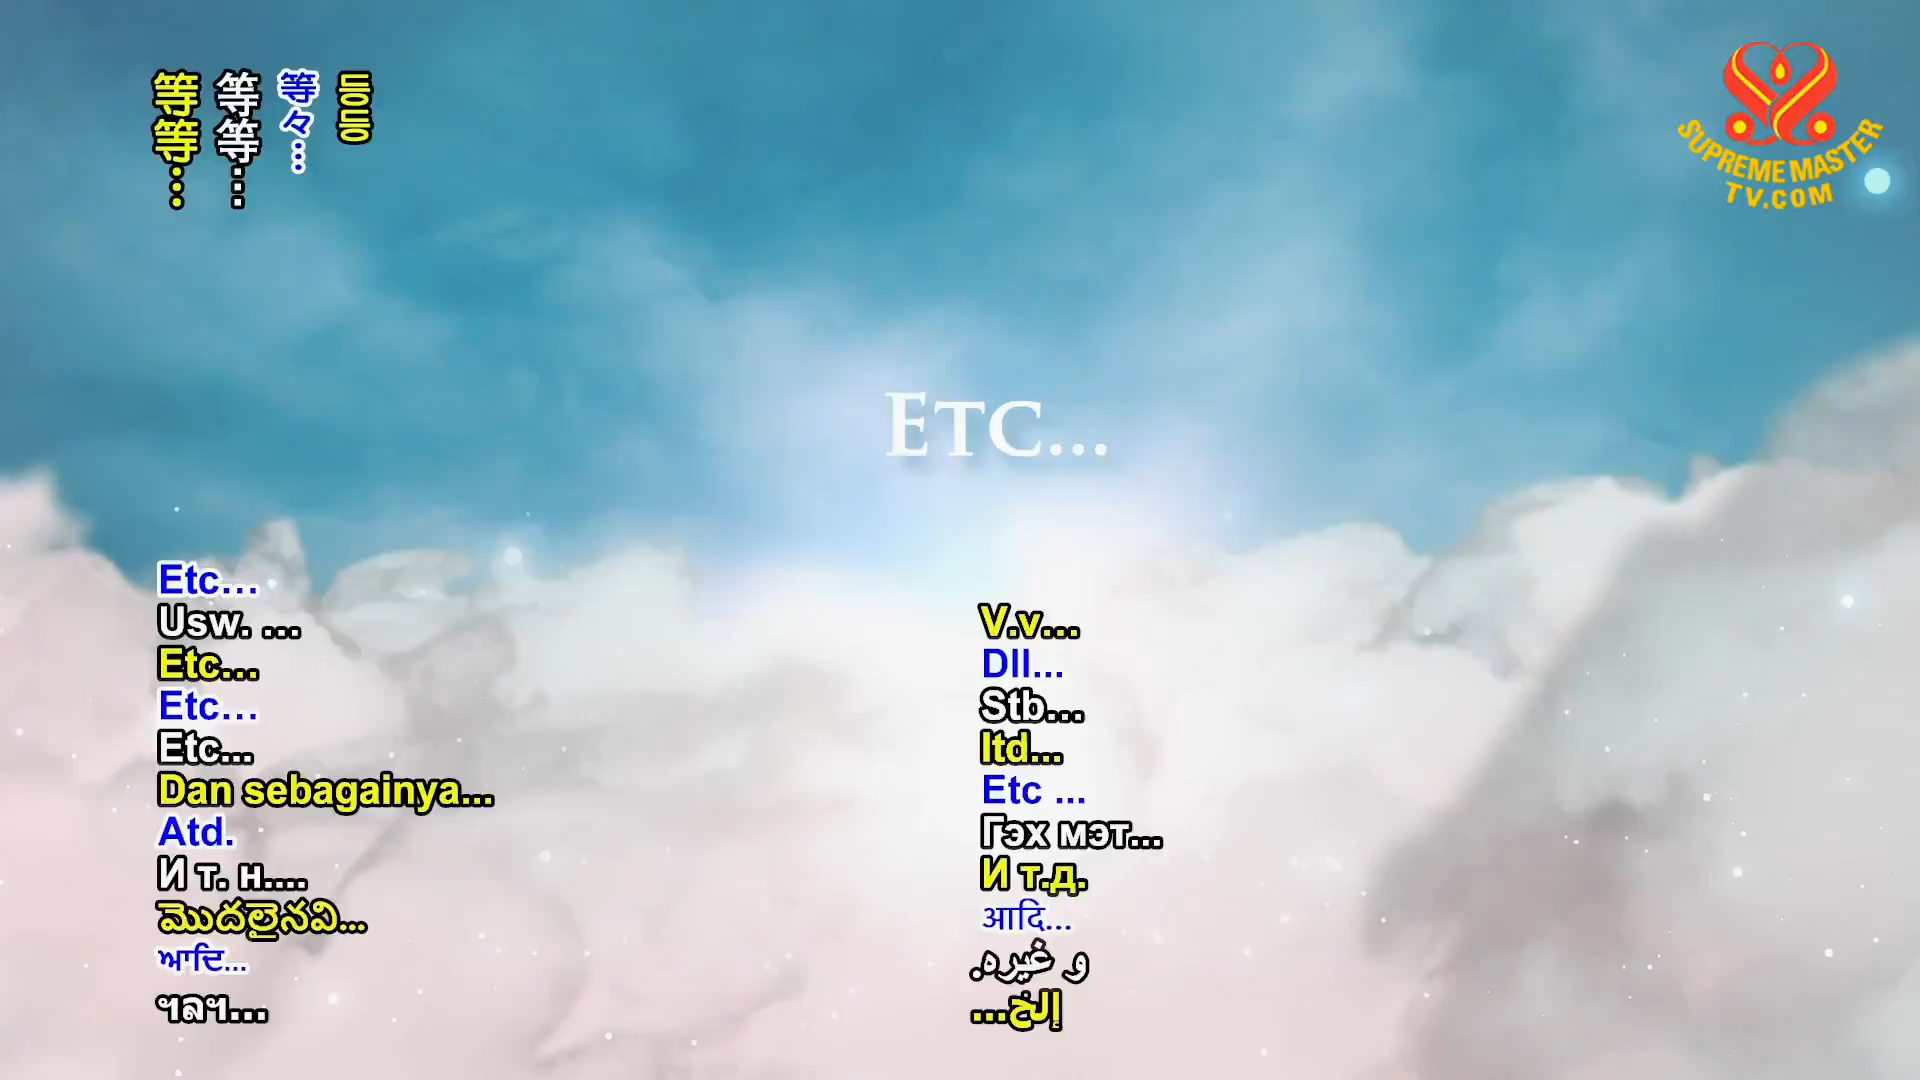 等等…
等等…
等々…
등등
SUPREME MASTER
TV.COM
Etc...
Etc…
Usw. ...
Etc...
Etc…
Etc...
Dan sebagainya...
Atd.
И т. н....
మొదలైనవి...
ਆਦਿ...
ฯลฯ...
V.v...
Dll...
Stb...
Itd...
Etc ...
Гэх мэт...
И т.д.
आदि...
و غیره.
إلخ...